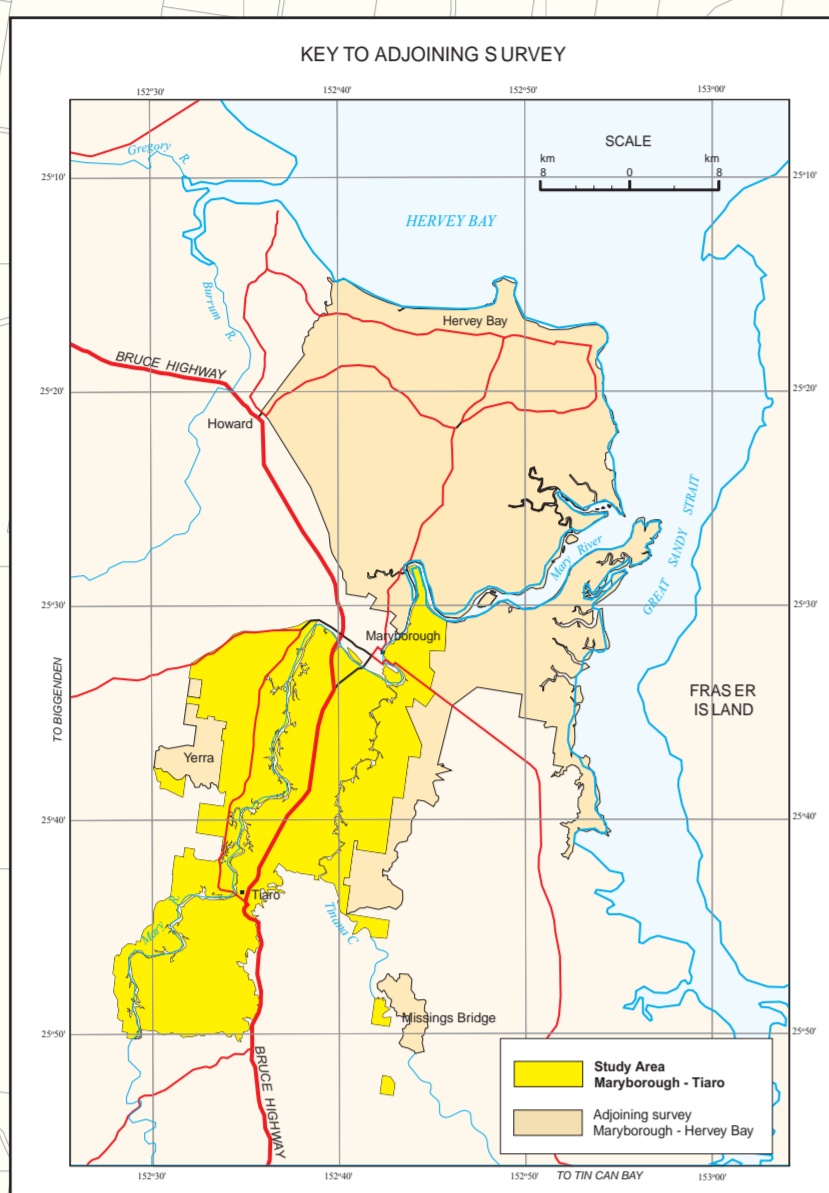 KEY TO ADJOINING SURVEY
152°30'
152°40'
152°50'
153°00'
Gregory R.
SCALE
km
km
8
0
8
25°10'
25°10'
HERVEY BAY
Burrum R.
Hervey Bay
BRUCE HIGHWAY
25°20'
25°20'
Howard
GREAT SANDY STRAIT
Mary River
25°30'
25°30'
Maryborough
TO BIGGENDEN
FRASER
ISLAND
Yerra
25°40'
25°40'
Tiaro
Mary R.
Tinana C
Missings Bridge
25°50'
25°50'
BRUCE HIGHWAY
Study Area
Maryborough - Tiaro
Adjoining survey
Maryborough - Hervey Bay
152°30'
152°40'
152°50'
TO TIN CAN BAY
153°00'